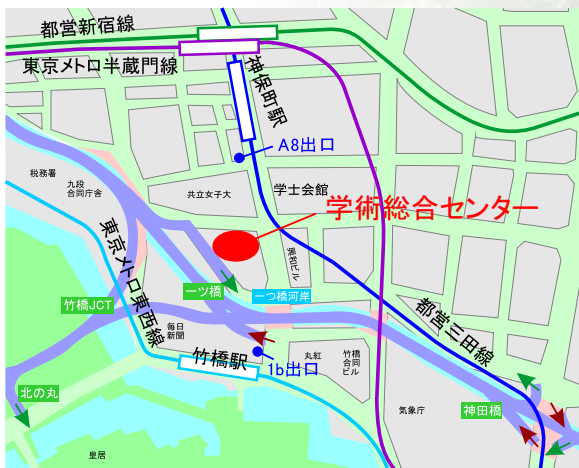 都営新宿線
東京メトロ半蔵門線
神保町駅
A8出口
税務署
九段
合同庁舎
共立女子大
学士会館
学術総合センター
東京メトロ東西線
興和ビル
一ツ橋
一つ橋河岸
竹橋JCT
都営三田線
毎日
新聞
竹橋駅
1b出口
丸紅
竹橋
合同
ビル
北の丸
気象庁
神田橋
皇居